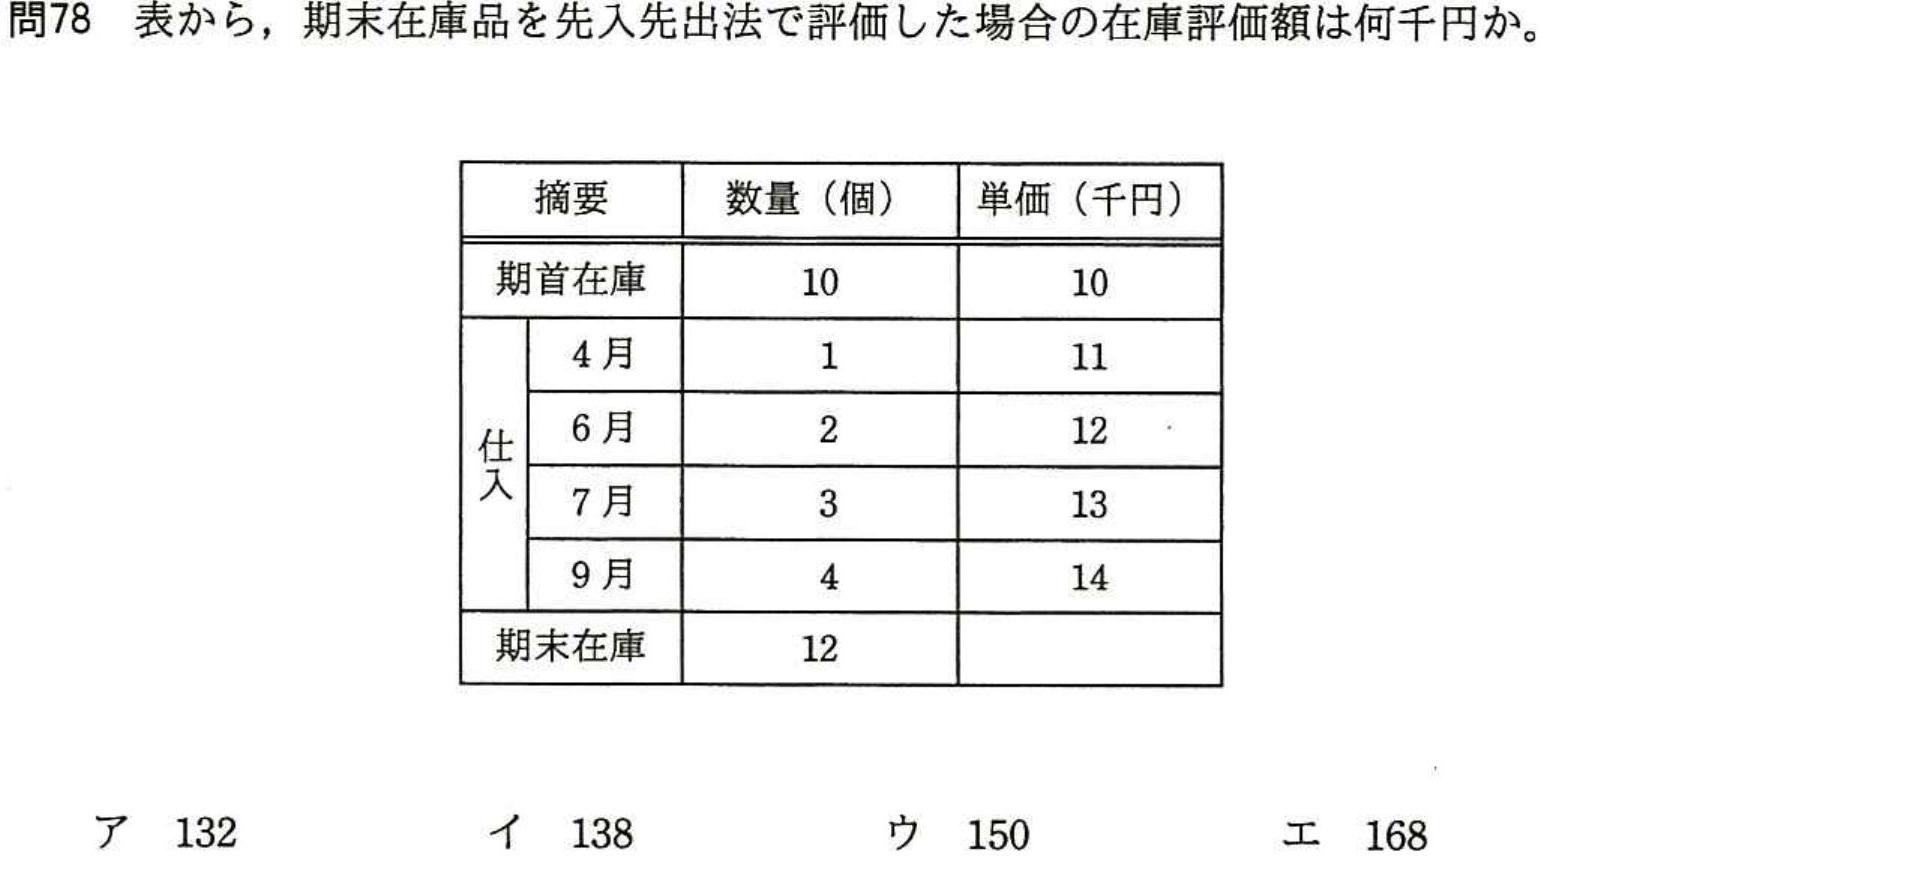 問78 表から，期末在庫品を先入先出法で評価した場合の在庫評価額は何千円か。
摘要 数量（個） 単価（千円）
期首在庫 10 10
仕入
4月 1 11
6月 2 12
7月 3 13
9月 4 14
期末在庫 12
ア 132 イ 138 ウ 150 エ 168